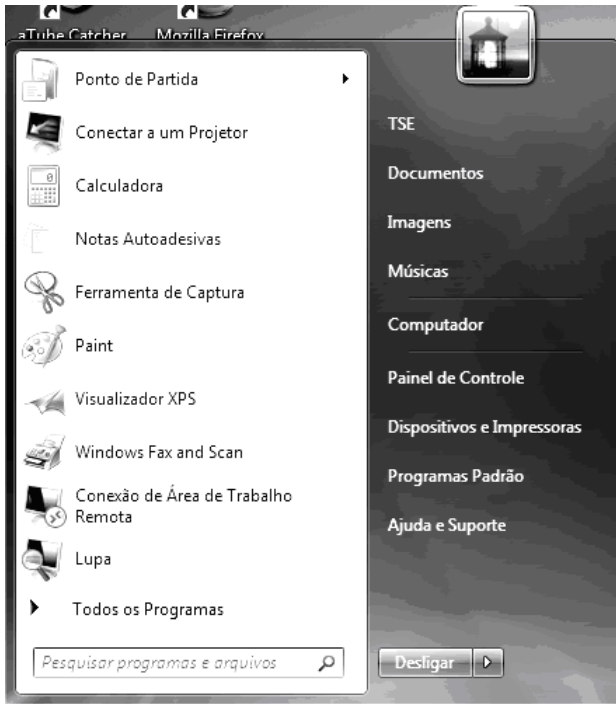 aTube Catcher Mozilla Firefox
Ponto de Partida
Conectar a um Projetor
Calculadora
Notas Autoadesivas
Ferramenta de Captura
Paint
Visualizador XPS
Windows Fax and Scan
Conexão de Área de Trabalho
Remota
Lupa
Todos os Programas
Pesquisar programas e arquivos
TSE
Documentos
Imagens
Músicas
Computador
Painel de Controle
Dispositivos e Impressoras
Programas Padrão
Ajuda e Suporte
Desligar